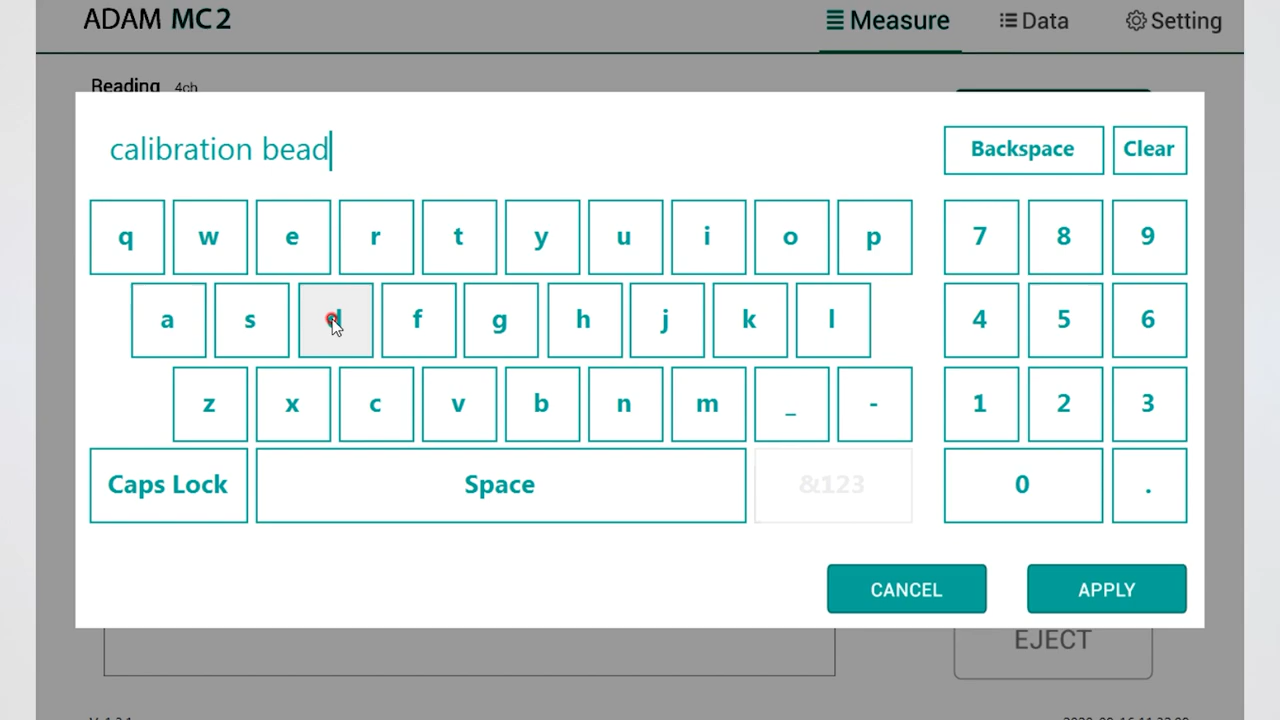 ADAM MC2
Measure
Data
Setting
Reading 4ch
calibration bead
Backspace
Clear
q w e r t y u i o p
7 8 9
a s d f g h j k l
4 5 6
z x c v b n m _ -
1 2 3
Caps Lock
Space
&123
0 .
CANCEL
APPLY
EJECT